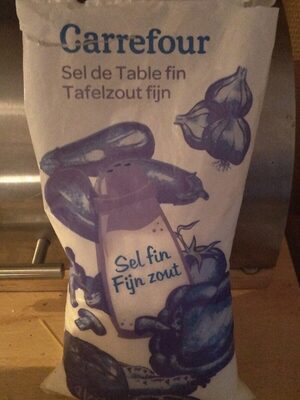 Carrefour
Sel de Table fin
Tafelzout fijn
Sel fin
Fijn zout